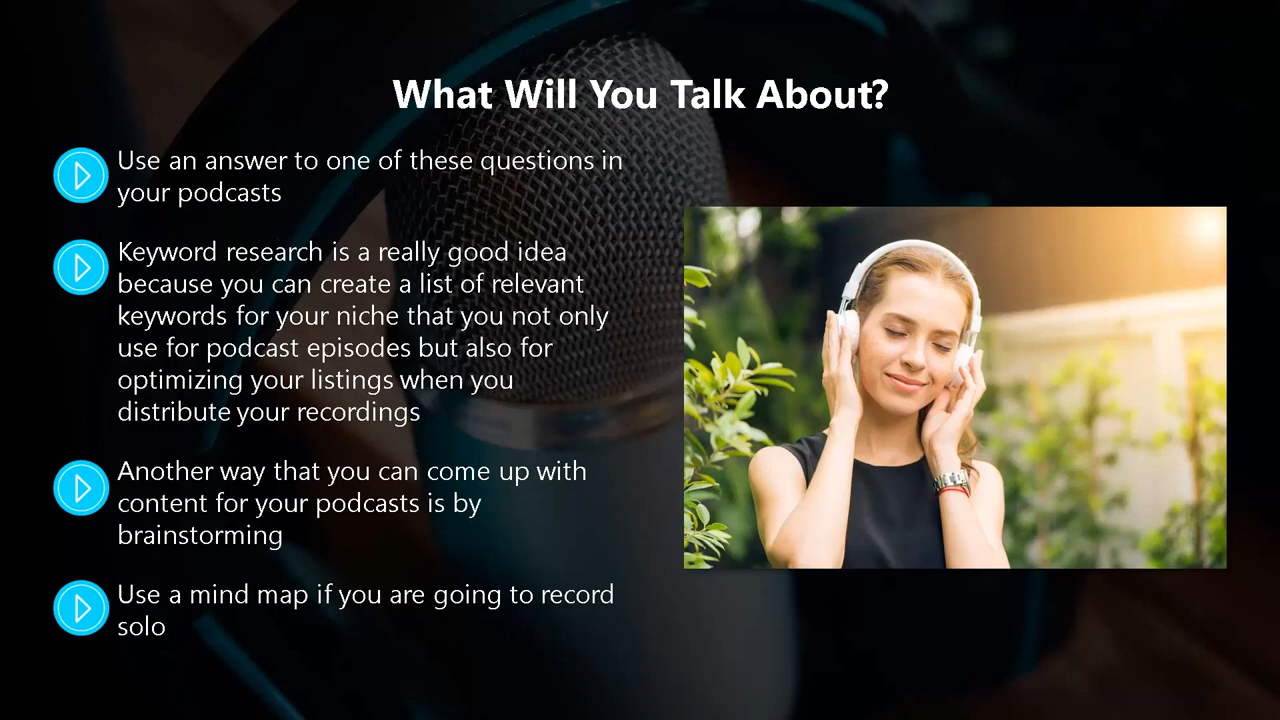 What Will You Talk About?
Use an answer to one of these questions in
your podcasts
Keyword research is a really good idea
because you can create a list of relevant
keywords for your niche that you not only
use for podcast episodes but also for
optimizing your listings when you
distribute your recordings
Another way that you can come up with
content for your podcasts is by
brainstorming
Use a mind map if you are going to record
solo